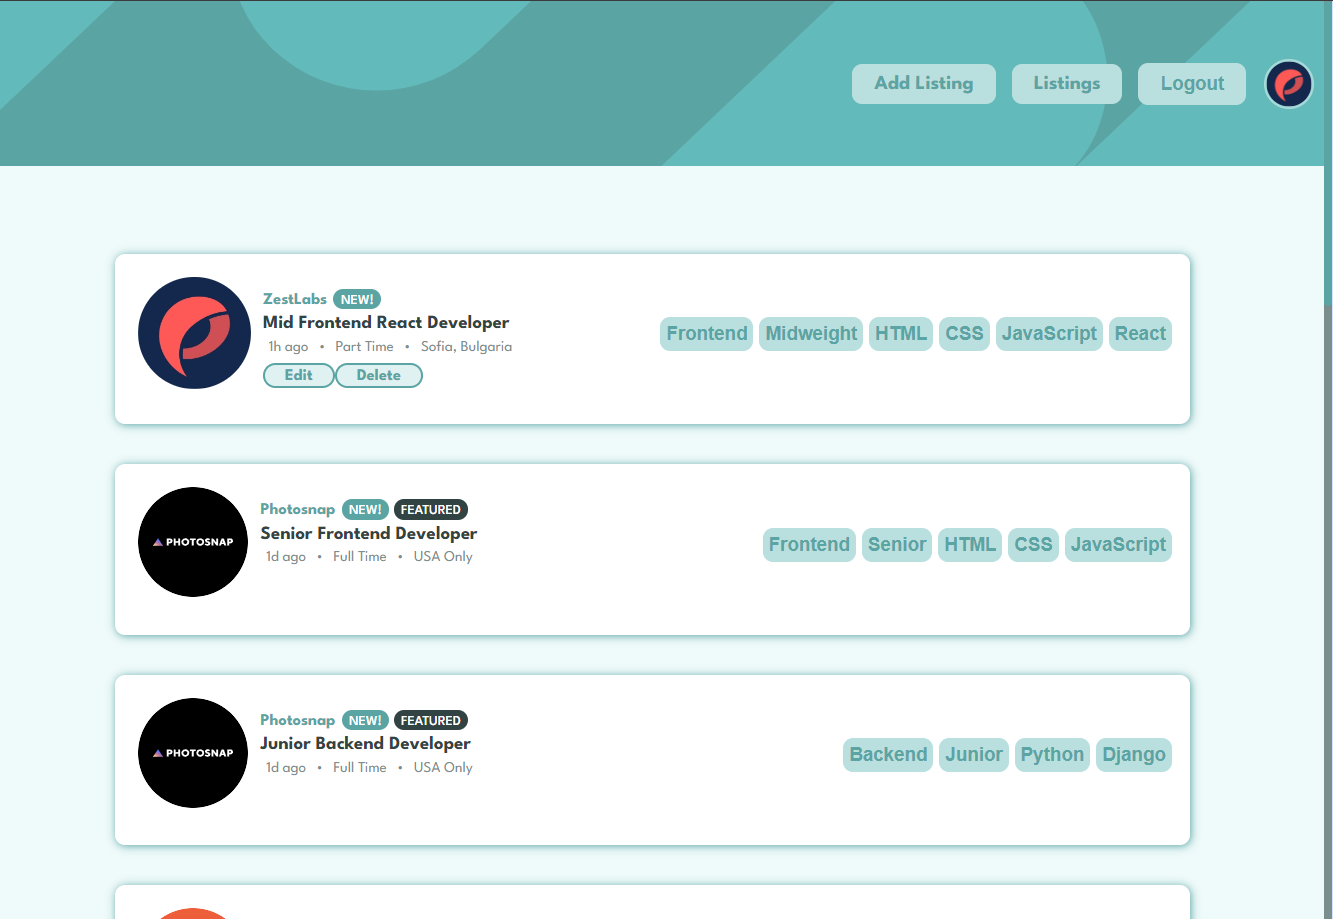 Add Listing Listings Logout
ZestLabs NEW!
Mid Frontend React Developer
1h ago • Part Time • Sofia, Bulgaria
Edit Delete
Frontend Midweight HTML CSS JavaScript React
PHOTOSNAP
Photosnap NEW! FEATURED
Senior Frontend Developer
1d ago • Full Time • USA Only
Frontend Senior HTML CSS JavaScript
PHOTOSNAP
Photosnap NEW! FEATURED
Junior Backend Developer
1d ago • Full Time • USA Only
Backend Junior Python Django